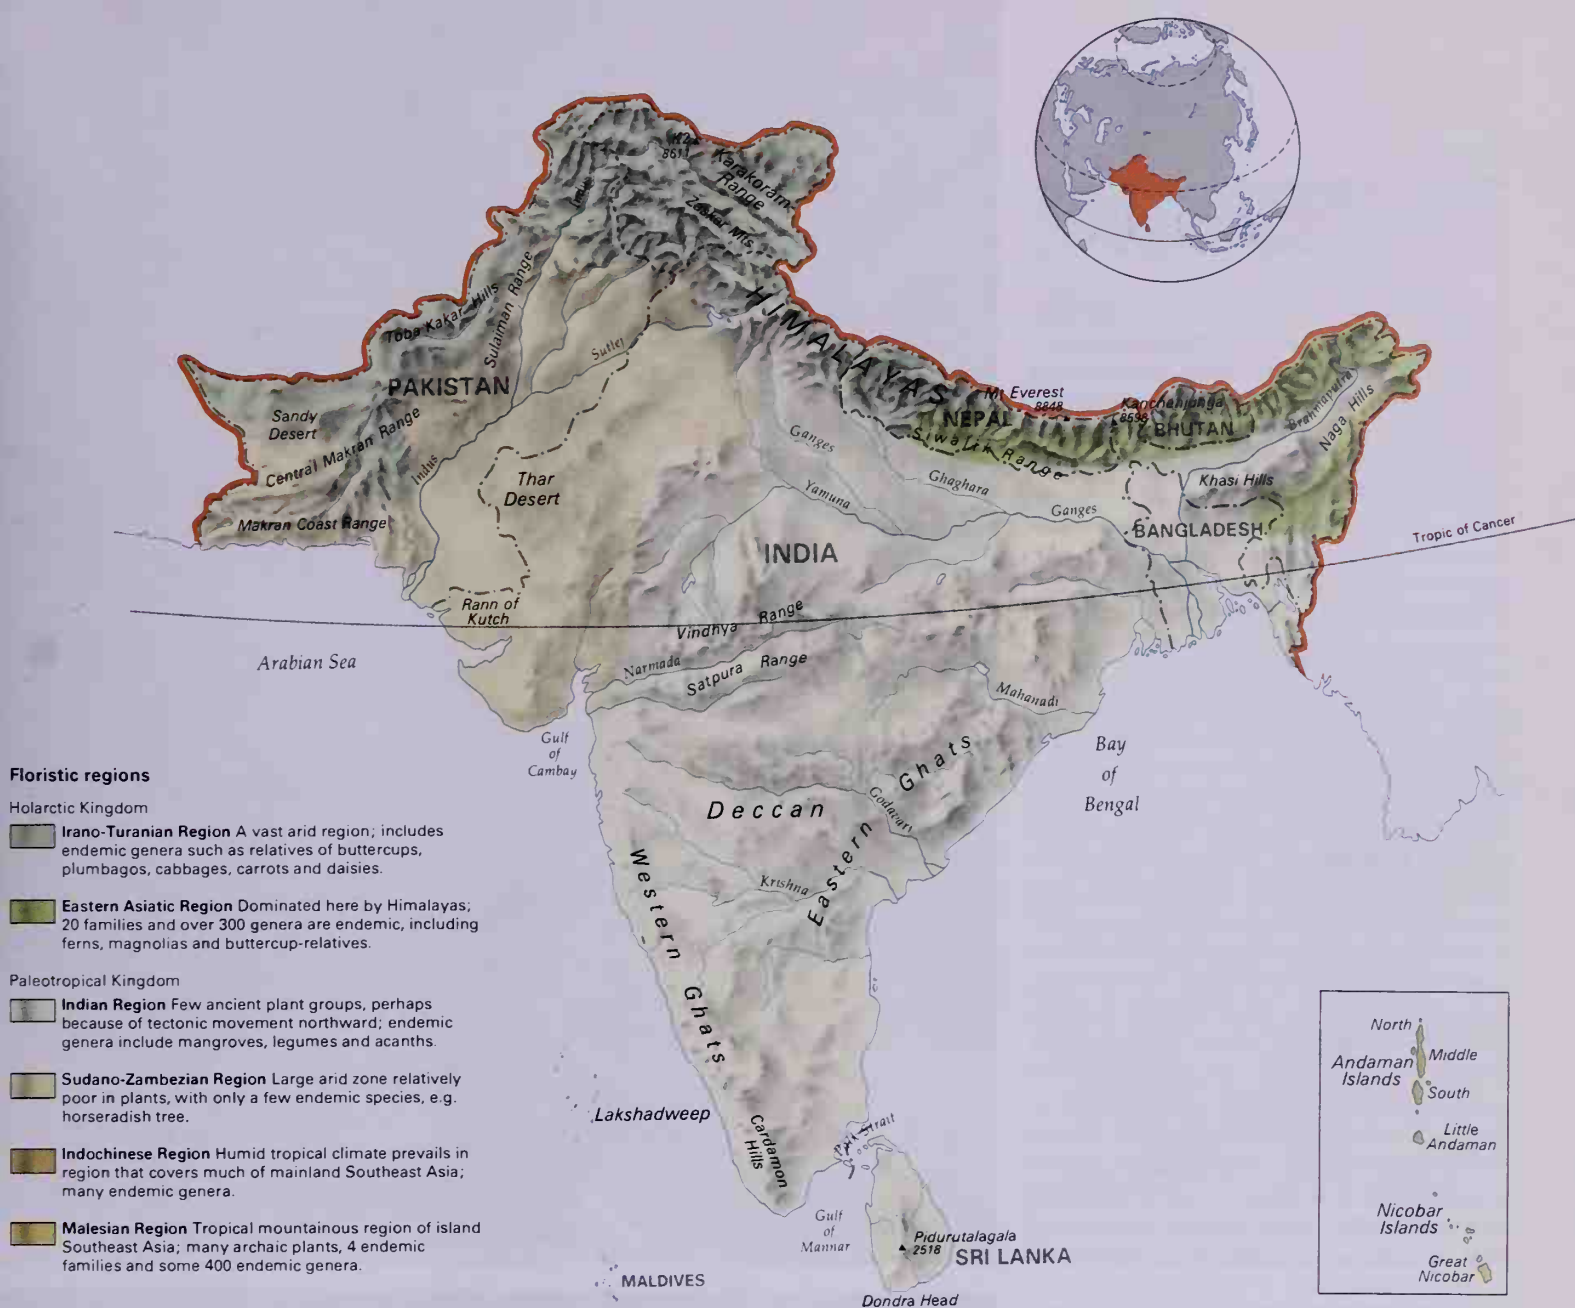 K2
8611
Karakoram
Range
Indus
Zaskar Mts
HIMALAYAS
Toba Kakar Hills
Sulaiman Range
Sutlej
PAKISTAN
Sandy
Desert
Central Makran Range
Indus
Makran Coast Range
Thar
Desert
Rann of
Kutch
Mt Everest
8848
NEPAL
Kanchenjunga
8598
BHUTAN
Brahmaputra
Naga Hills
Siwalik Range
Ganges
Ghaghara
Yamuna
Ganges
Khasi Hills
BANGLADESH
Tropic of Cancer
INDIA
Vindhya Range
Narmada
Satpura Range
Mahanadi
Arabian Sea
Gulf
of
Cambay
Bay
of
Bengal
Deccan
Godavari
Eastern Ghats
Western Ghats
Krishna
Lakshadweep
Cardamon
Hills
Palk Strait
Gulf
of
Mannar
Pidurutalagala
2518
SRI LANKA
MALDIVES
Dondra Head
Floristic regions
Holarctic Kingdom
Irano-Turanian Region A vast arid region; includes
endemic genera such as relatives of buttercups,
plumbagos, cabbages, carrots and daisies.
Eastern Asiatic Region Dominated here by Himalayas;
20 families and over 300 genera are endemic, including
ferns, magnolias and buttercup-relatives.
Paleotropical Kingdom
Indian Region Few ancient plant groups, perhaps
because of tectonic movement northward; endemic
genera include mangroves, legumes and acanths.
Sudano-Zambezian Region Large arid zone relatively
poor in plants, with only a few endemic species, e.g.
horseradish tree.
Indochinese Region Humid tropical climate prevails in
region that covers much of mainland Southeast Asia;
many endemic genera.
Malesian Region Tropical mountainous region of island
Southeast Asia; many archaic plants, 4 endemic
families and some 400 endemic genera.
North
Andaman
Islands
Middle
South
Little
Andaman
Nicobar
Islands
Great
Nicobar